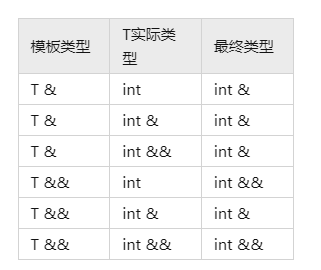 模板类型 T实际类型 最终类型
T & int int &
T & int & int &
T & int && int &
T && int int &&
T && int & int &
T && int && int &&